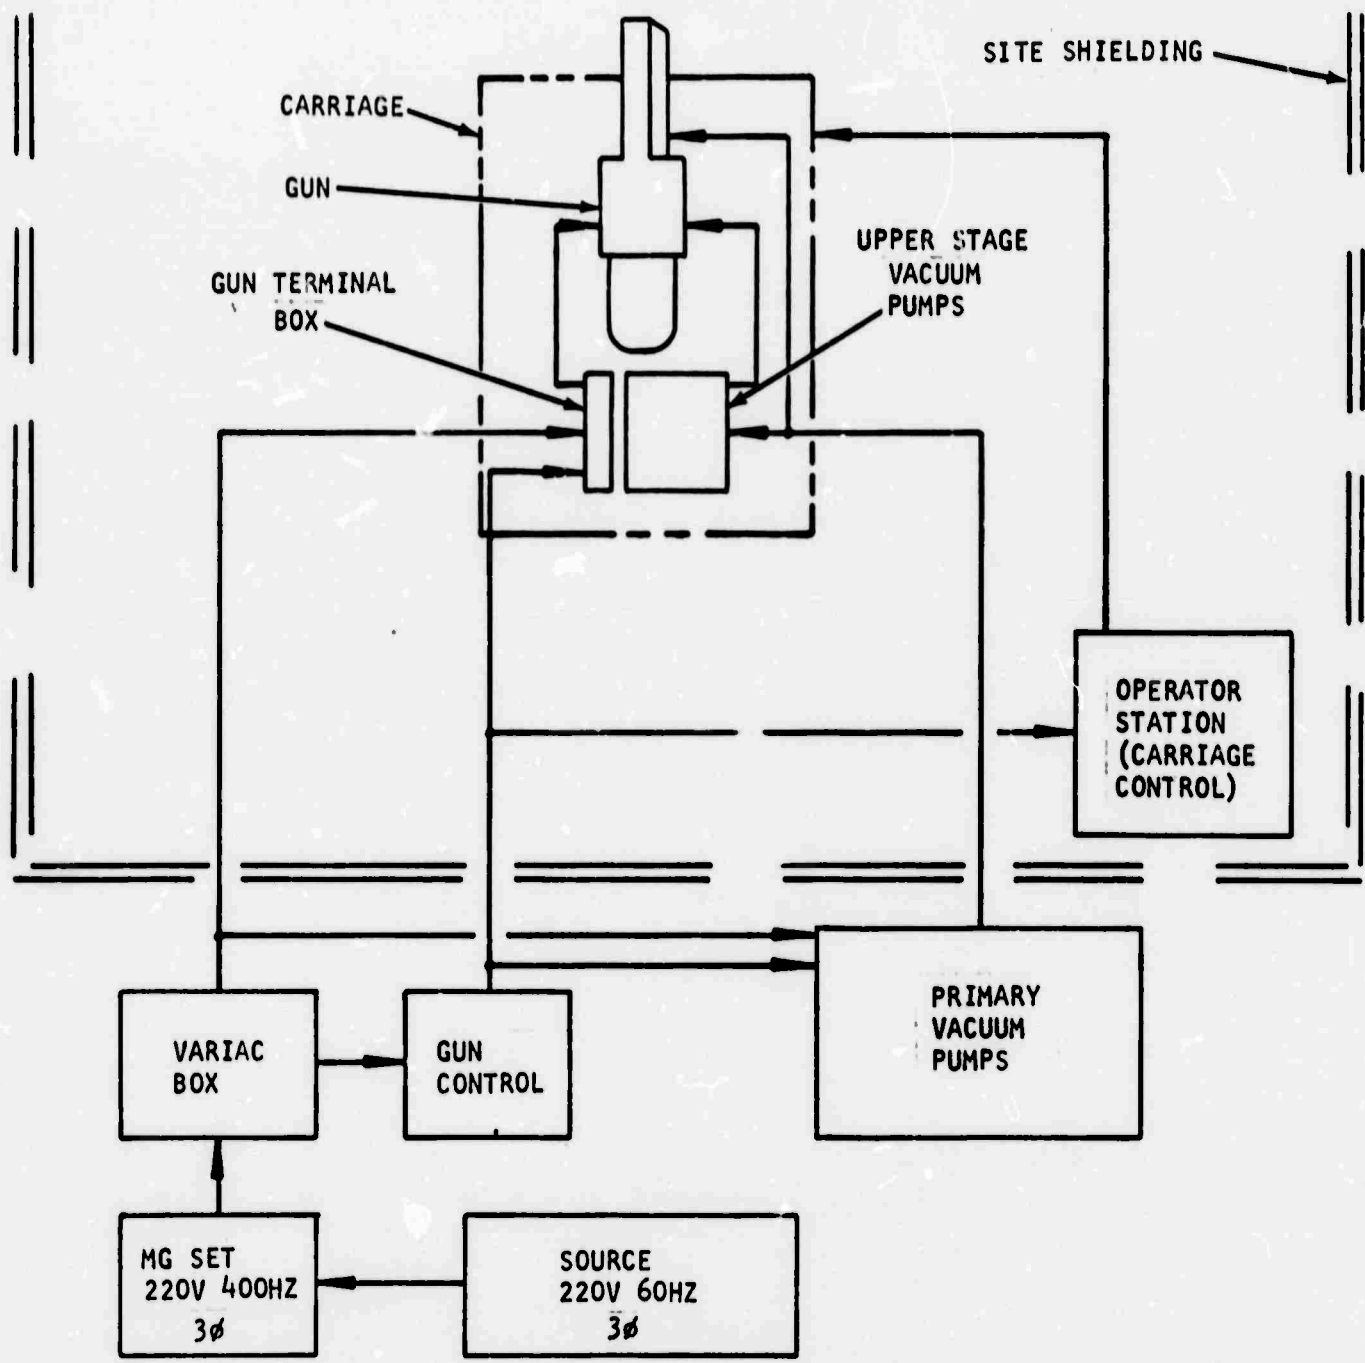 SITE SHIELDING
CARRIAGE
GUN
UPPER STAGE
VACUUM
PUMPS
GUN TERMINAL
BOX
OPERATOR
STATION
(CARRIAGE
CONTROL)
PRIMARY
VACUUM
PUMPS
VARIAC
BOX
GUN
CONTROL
MG SET
220V 400HZ
3ø
SOURCE
220V 60HZ
3ø